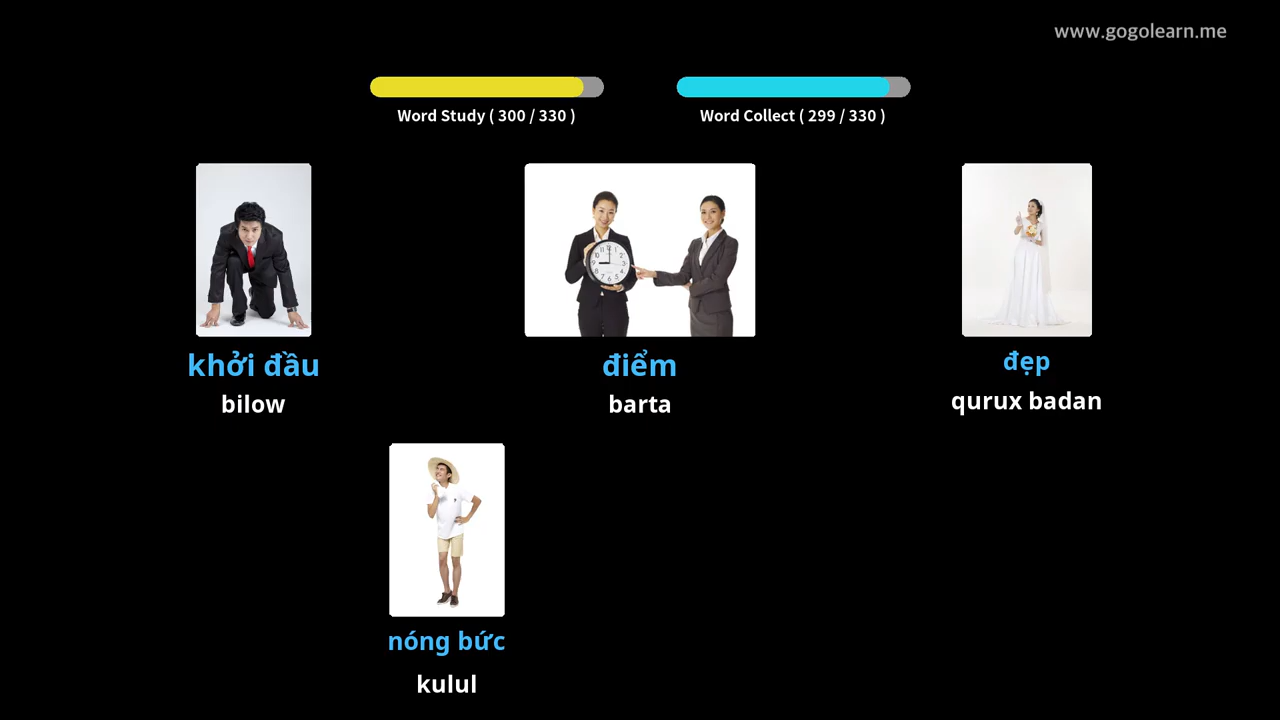 www.gogolearn.me
Word Study ( 300 / 330 )
Word Collect ( 299 / 330 )
khởi đầu
bilow
điểm
barta
đẹp
qurux badan
nóng bức
kulul